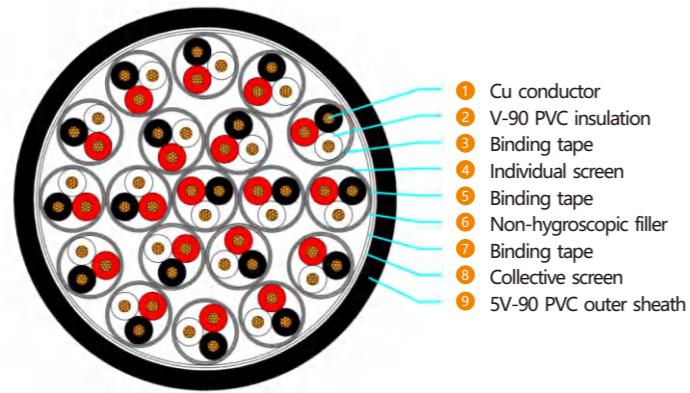 1 Cu conductor
2 V-90 PVC insulation
3 Binding tape
4 Individual screen
5 Binding tape
6 Non-hygroscopic filler
7 Binding tape
8 Collective screen
9 5V-90 PVC outer sheath